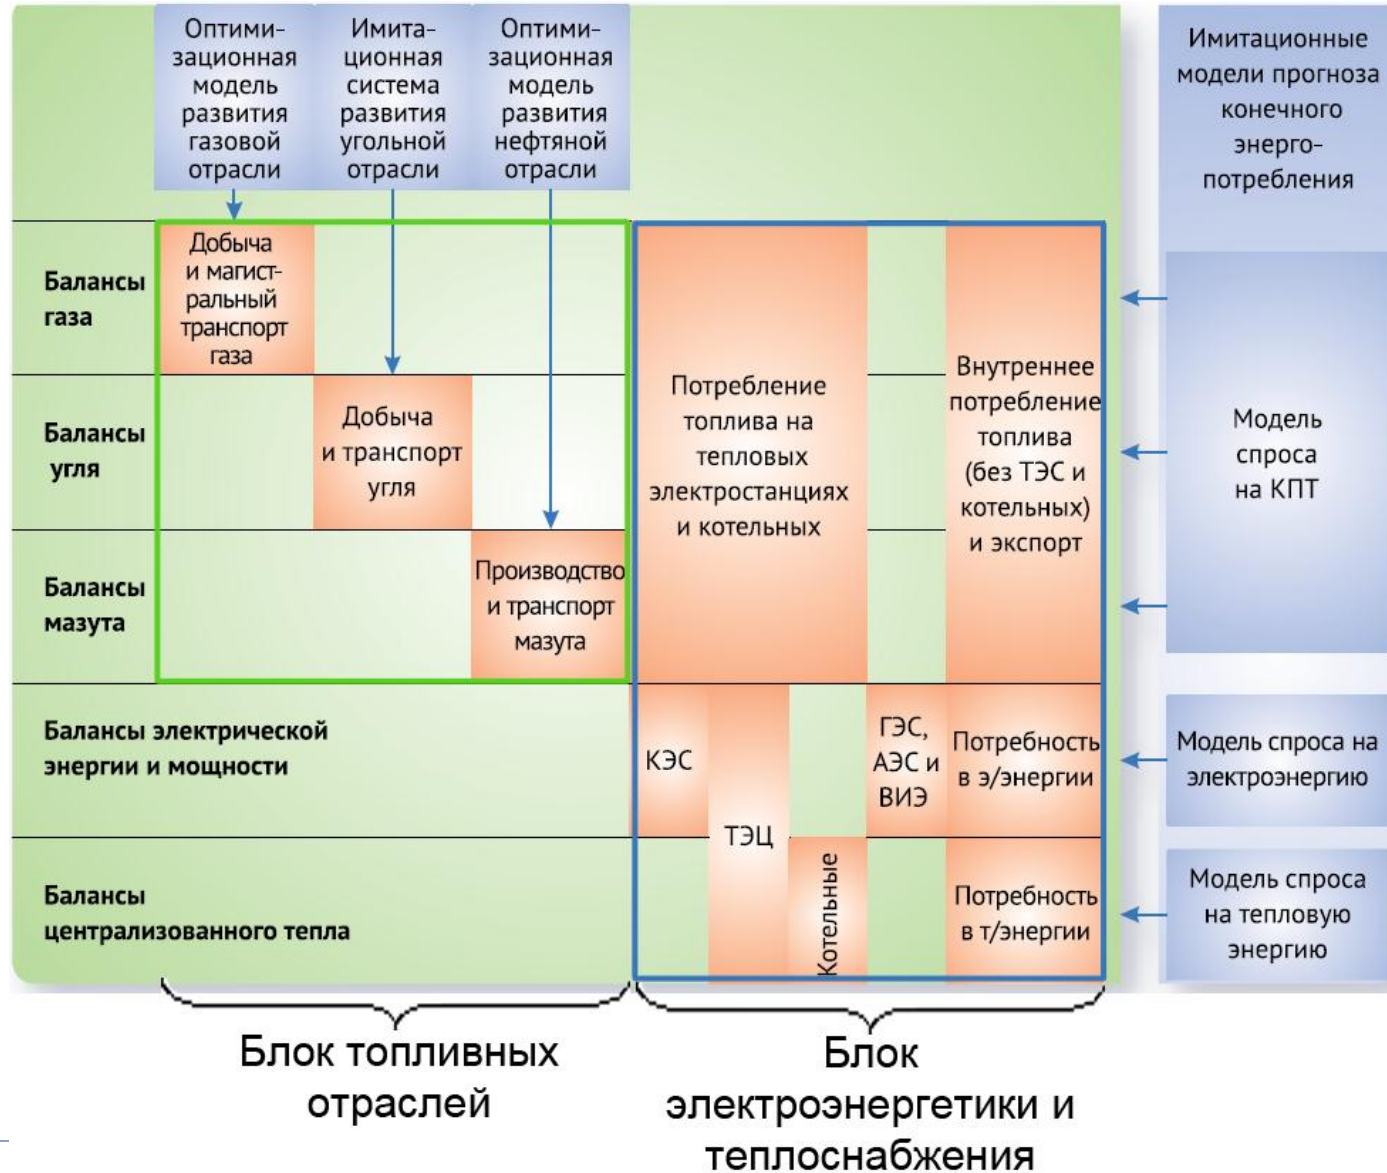 Оптими-
зационная
модель
развития
газовой
отрасли
Имита-
ционная
система
развития
угольной
отрасли
Оптими-
зационная
модель
развития
нефтяной
отрасли
Имитационные
модели прогноза
конечного
энерго-
потребления
Балансы
газа
Добыча
и магист-
ральный
транспорт
газа
Балансы
угля
Добыча
и транспорт
угля
Балансы
мазута
Производство
и транспорт
мазута
Потребление
топлива на
тепловых
электростанциях
и котельных
Внутреннее
потребление
топлива
(без ТЭС и
котельных)
и экспорт
Модель
спроса
на КПТ
Балансы электрической
энергии и мощности
КЭС
ТЭЦ
ГЭС,
АЭС и
ВИЭ
Потребность
в э/энергии
Модель спроса на
электроэнергию
Балансы
централизованного тепла
Котельные
Потребность
в т/энергии
Модель спроса
на тепловую
энергию
Блок топливных
отраслей
Блок
электроэнергетики и
теплоснабжения